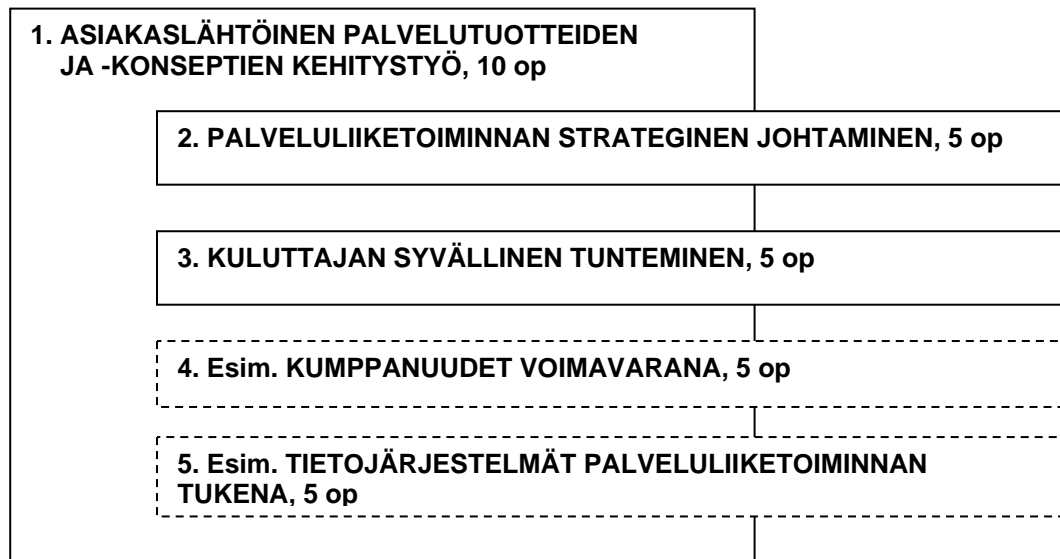 1. ASIAKASLÄHTÖINEN PALVELUTUOTTEIDEN
JA -KONSEPTIEN KEHITYSTYÖ, 10 op
2. PALVELULIIKETOIMINNAN STRATEGINEN JOHTAMINEN, 5 op
3. KULUTTAJAN SYVÄLLINEN TUNTEMINEN, 5 op
4. Esim. KUMPPANUUDET VOIMAVARANA, 5 op
5. Esim. TIETOJÄRJESTELMÄT PALVELULIIKETOIMINNAN
TUKENA, 5 op